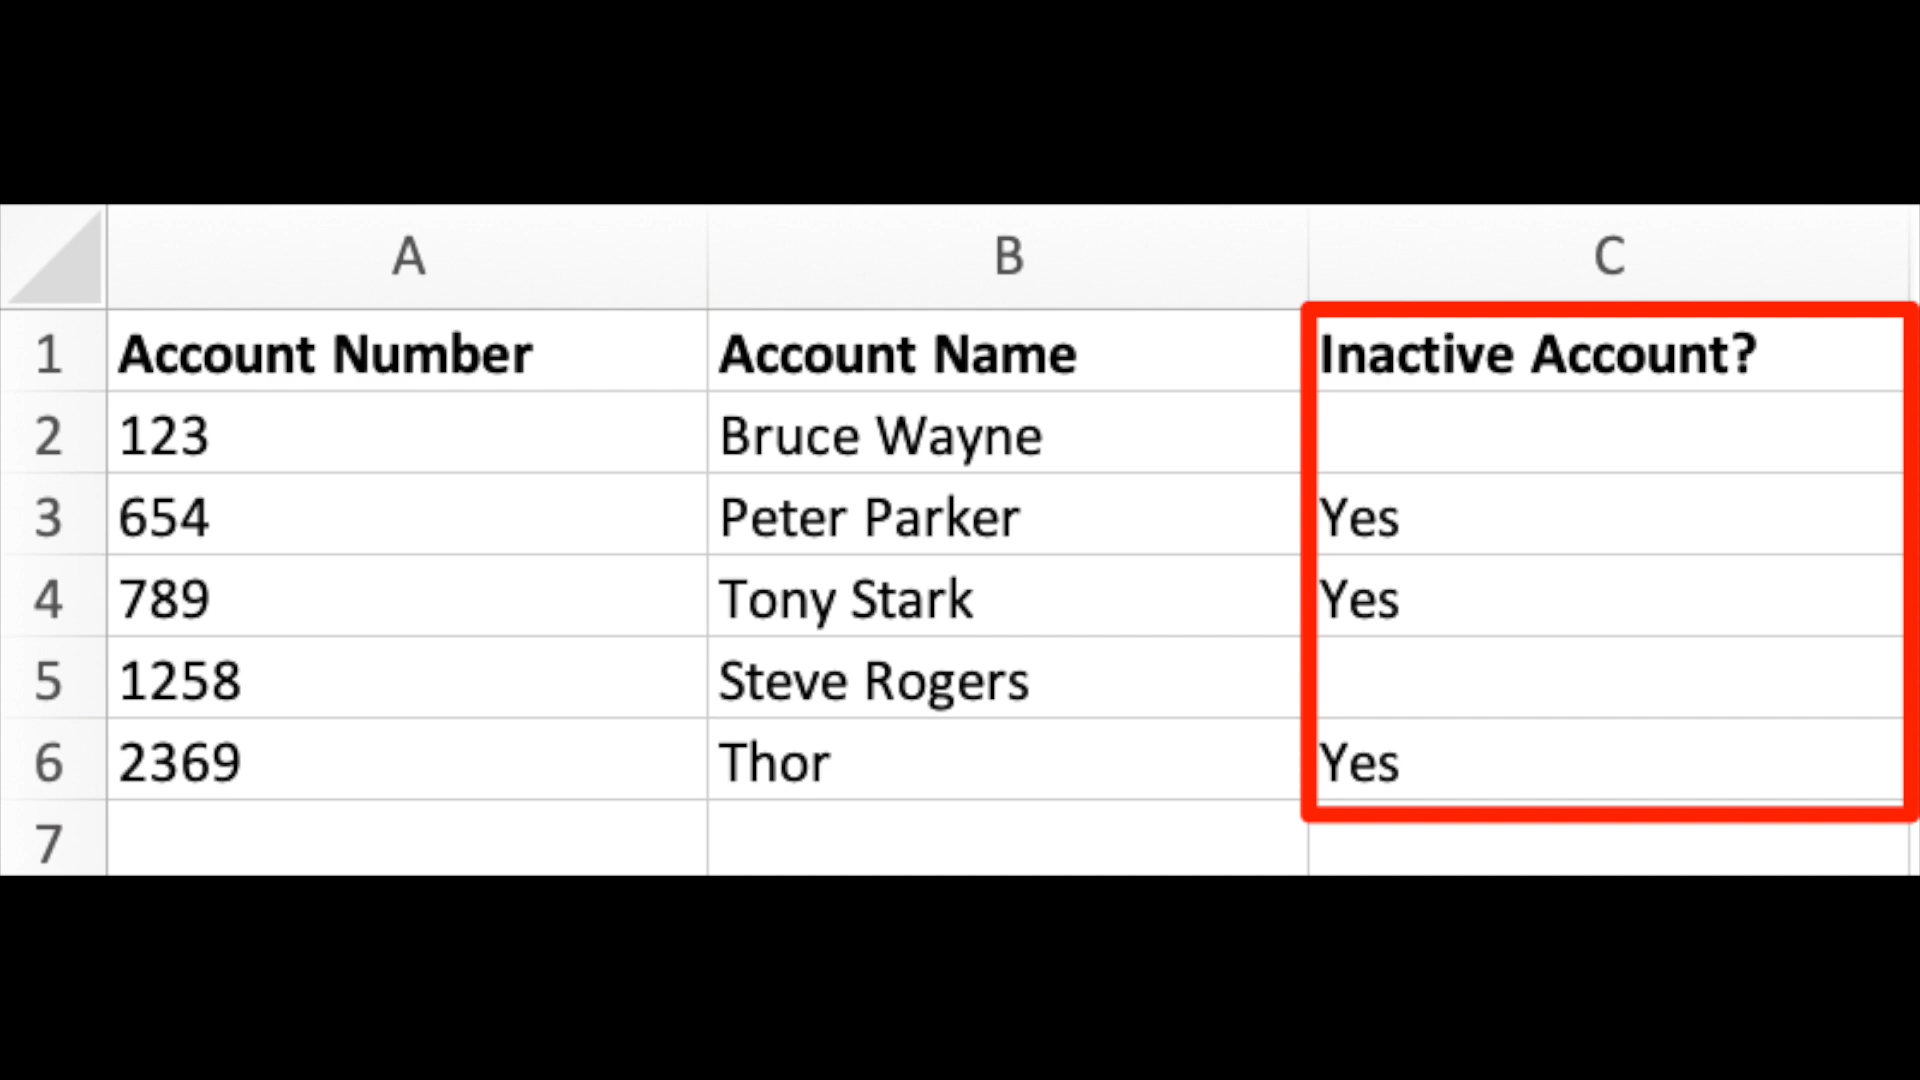 A B C
1 Account Number Account Name Inactive Account?
2 123 Bruce Wayne
3 654 Peter Parker Yes
4 789 Tony Stark Yes
5 1258 Steve Rogers
6 2369 Thor Yes
7